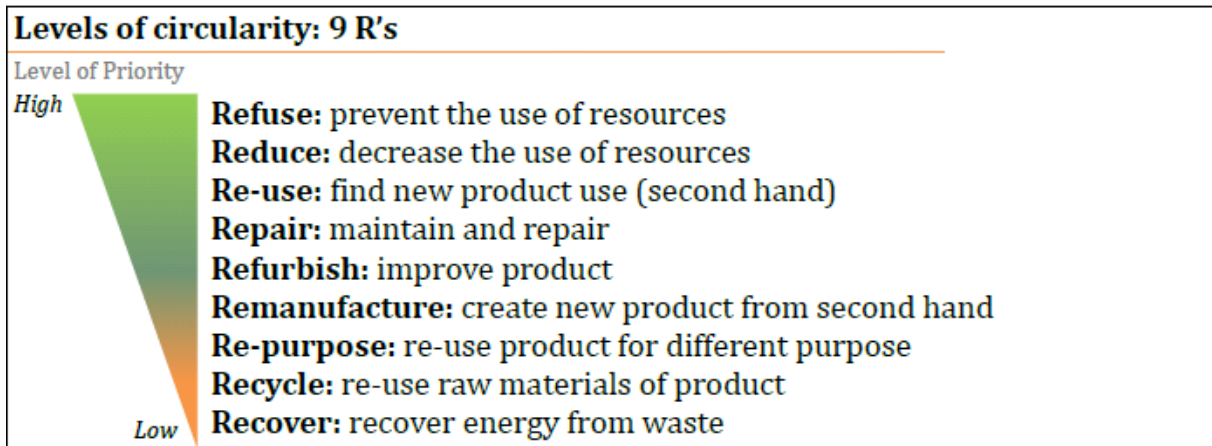 Levels of circularity: 9 R's
Level of Priority
High
Refuse: prevent the use of resources
Reduce: decrease the use of resources
Re-use: find new product use (second hand)
Repair: maintain and repair
Refurbish: improve product
Remanufacture: create new product from second hand
Re-purpose: re-use product for different purpose
Recycle: re-use raw materials of product
Recover: recover energy from waste
Low